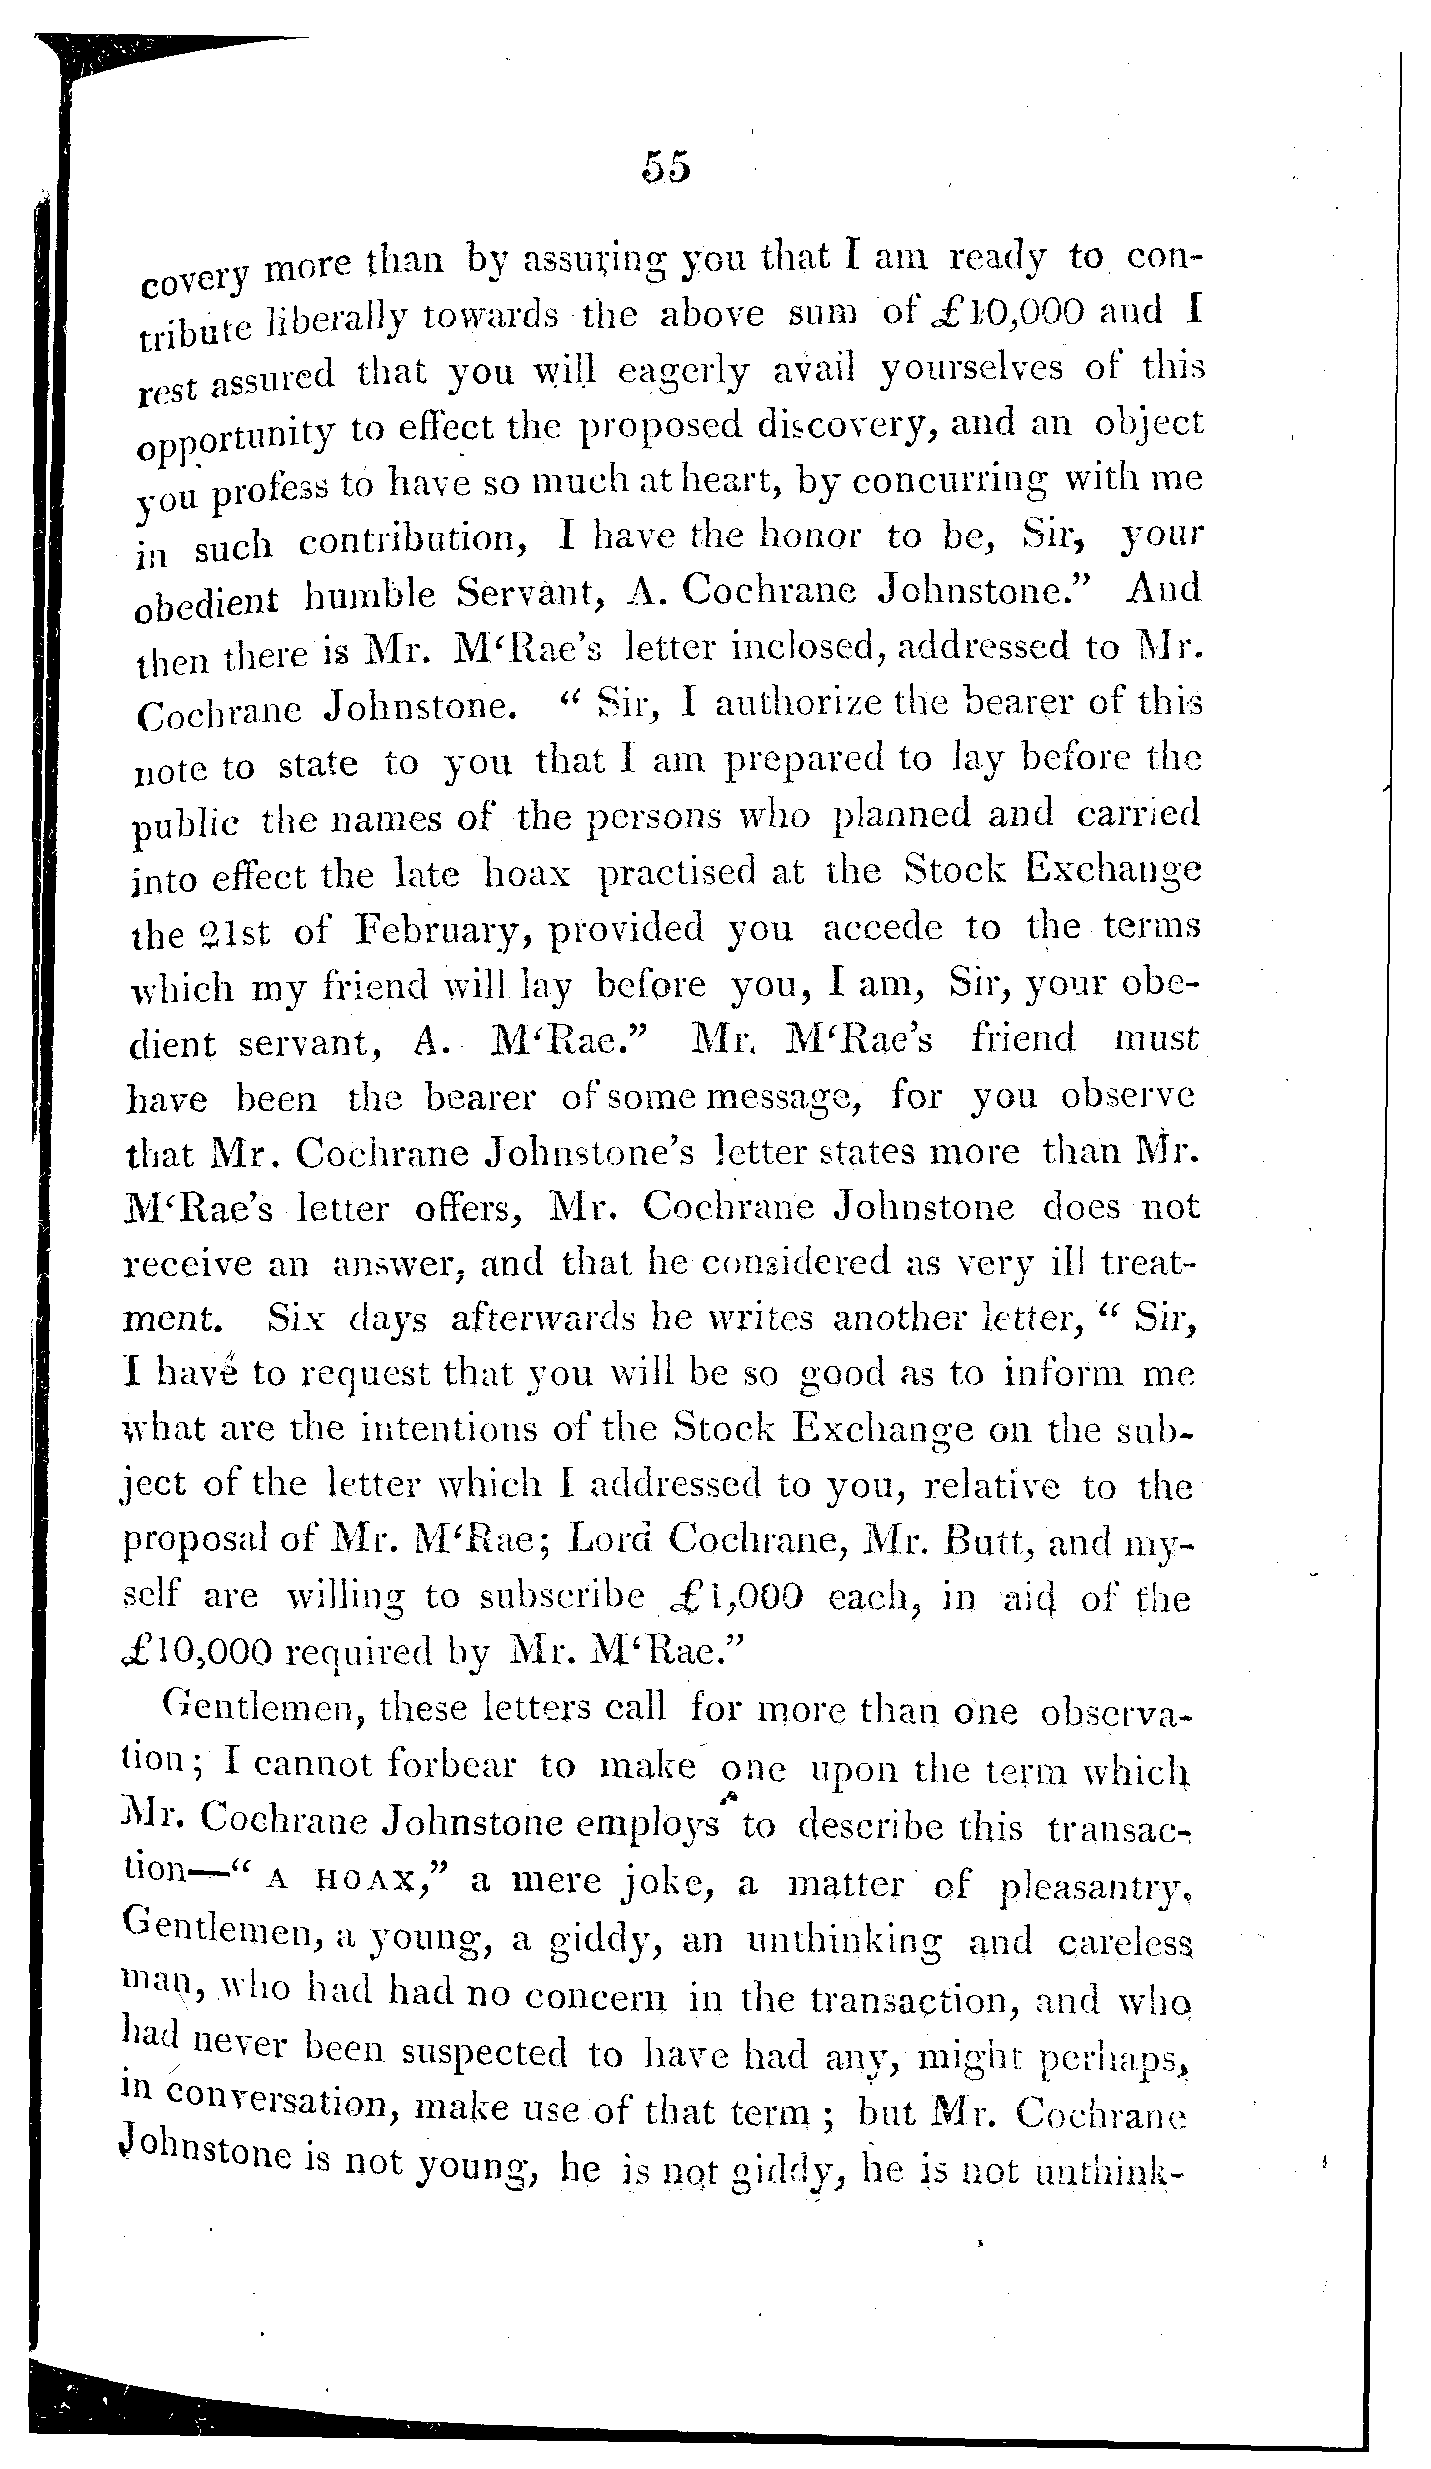 55
covery more than by assuring you that I am ready to con-
tribute liberally towards the above sum of £10,000 and I
rest assured that you will eagerly avail yourselves of this
opportunity to effect the proposed discovery, and an object
you profess to have so much at heart, by concurring with me
in such contribution, I have the honor to be, Sir, your
obedient humble Servant, A. Cochrane Johnstone.” And
then there is Mr. M‘Rae’s letter inclosed, addressed to Mr.
Cochrane Johnstone. “ Sir, I authorize the bearer of this
note to state to you that I am prepared to lay before the
public the names of the persons who planned and carried
into effect the late hoax practised at the Stock Exchange
the 21st of February, provided you accede to the terms
which my friend will lay before you, I am, Sir, your obe-
dient servant, A. M‘Rae.” Mr. M‘Rae’s friend must
have been the bearer of some message, for you observe
that Mr. Cochrane Johnstone’s letter states more than Mr.
M‘Rae’s letter offers, Mr. Cochrane Johnstone does not
receive an answer, and that he considered as very ill treat-
ment. Six days afterwards he writes another letter, “ Sir,
I have to request that you will be so good as to inform me
what are the intentions of the Stock Exchange on the sub-
ject of the letter which I addressed to you, relative to the
proposal of Mr. M‘Rae; Lord Cochrane, Mr. Butt, and my-
self are willing to subscribe £1,000 each, in aid of the
£10,000 required by Mr. M‘Rae.”
Gentlemen, these letters call for more than one observa-
tion; I cannot forbear to make one upon the term which
Mr. Cochrane Johnstone employs to describe this transac-
tion—“ A HOAX,” a mere joke, a matter of pleasantry.
Gentlemen, a young, a giddy, an unthinking and careless
man, who had had no concern in the transaction, and who
had never been suspected to have had any, might perhaps,
in conversation, make use of that term ; but Mr. Cochrane
Johnstone is not young, he is not giddy, he is not unthink-